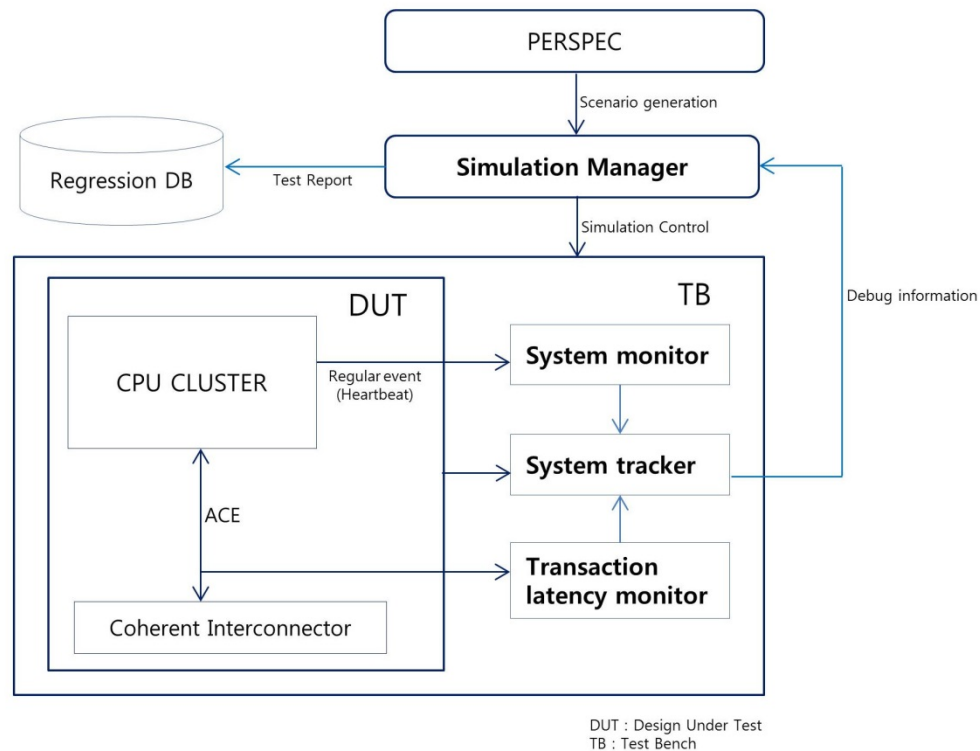 PERSPEC
Scenario generation
Simulation Manager
Regression DB
Test Report
Simulation Control
Debug information
DUT
TB
CPU CLUSTER
Regular event
(Heartbeat)
System monitor
System tracker
ACE
Transaction
latency monitor
Coherent Interconnector
DUT : Design Under Test
TB : Test Bench